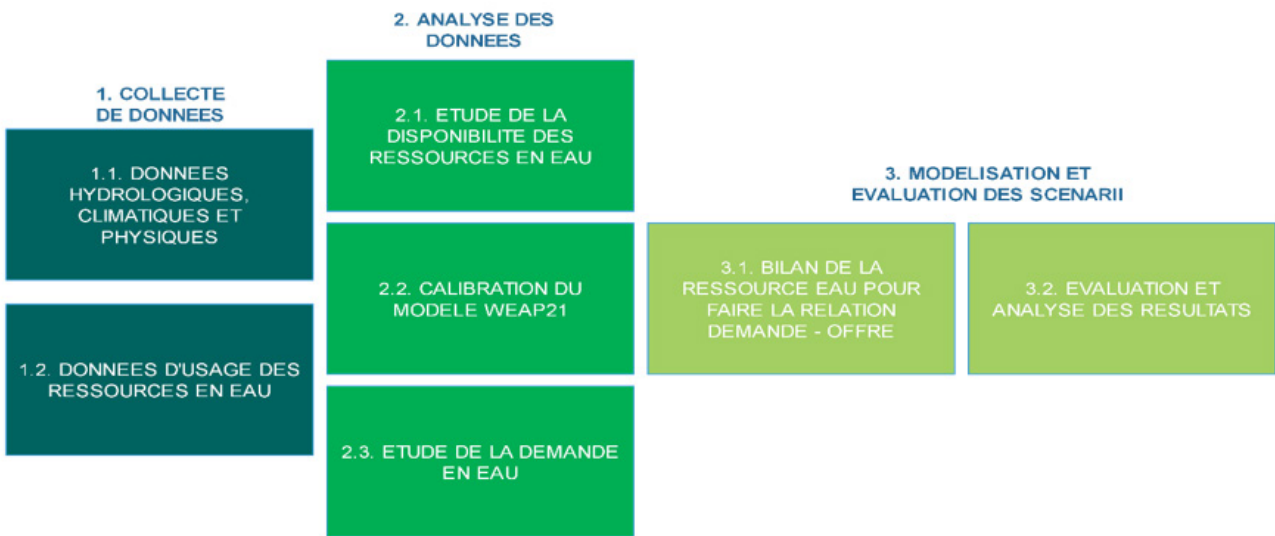 1. COLLECTE
DE DONNEES
1.1. DONNEES
HYDROLOGIQUES,
CLIMATIQUES ET
PHYSIQUES
1.2. DONNEES D'USAGE DES
RESSOURCES EN EAU
2. ANALYSE DES
DONNEES
2.1. ETUDE DE LA
DISPONIBILITE DES
RESSOURCES EN EAU
2.2. CALIBRATION DU
MODELE WEAP21
2.3. ETUDE DE LA DEMANDE
EN EAU
3. MODELISATION ET
EVALUATION DES SCENARII
3.1. BILAN DE LA
RESSOURCE EAU POUR
FAIRE LA RELATION
DEMANDE - OFFRE
3.2. EVALUATION ET
ANALYSE DES RESULTATS